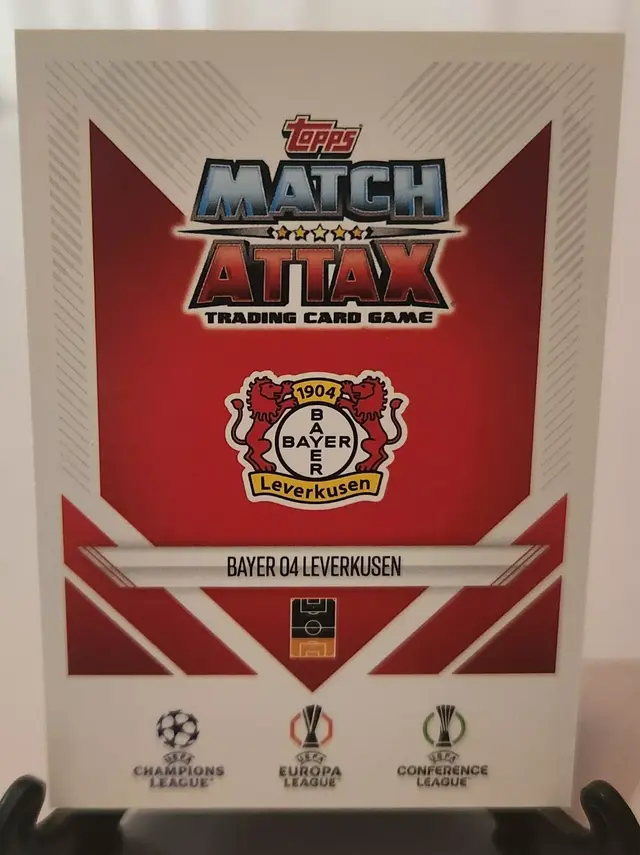 topps
MATCH
ATTAX
TRADING CARD GAME
1904
BAYER
BAYER
Leverkusen
BAYER 04 LEVERKUSEN
UEFA
CHAMPIONS
LEAGUE
UEFA
EUROPA
LEAGUE
UEFA
CONFERENCE
LEAGUE